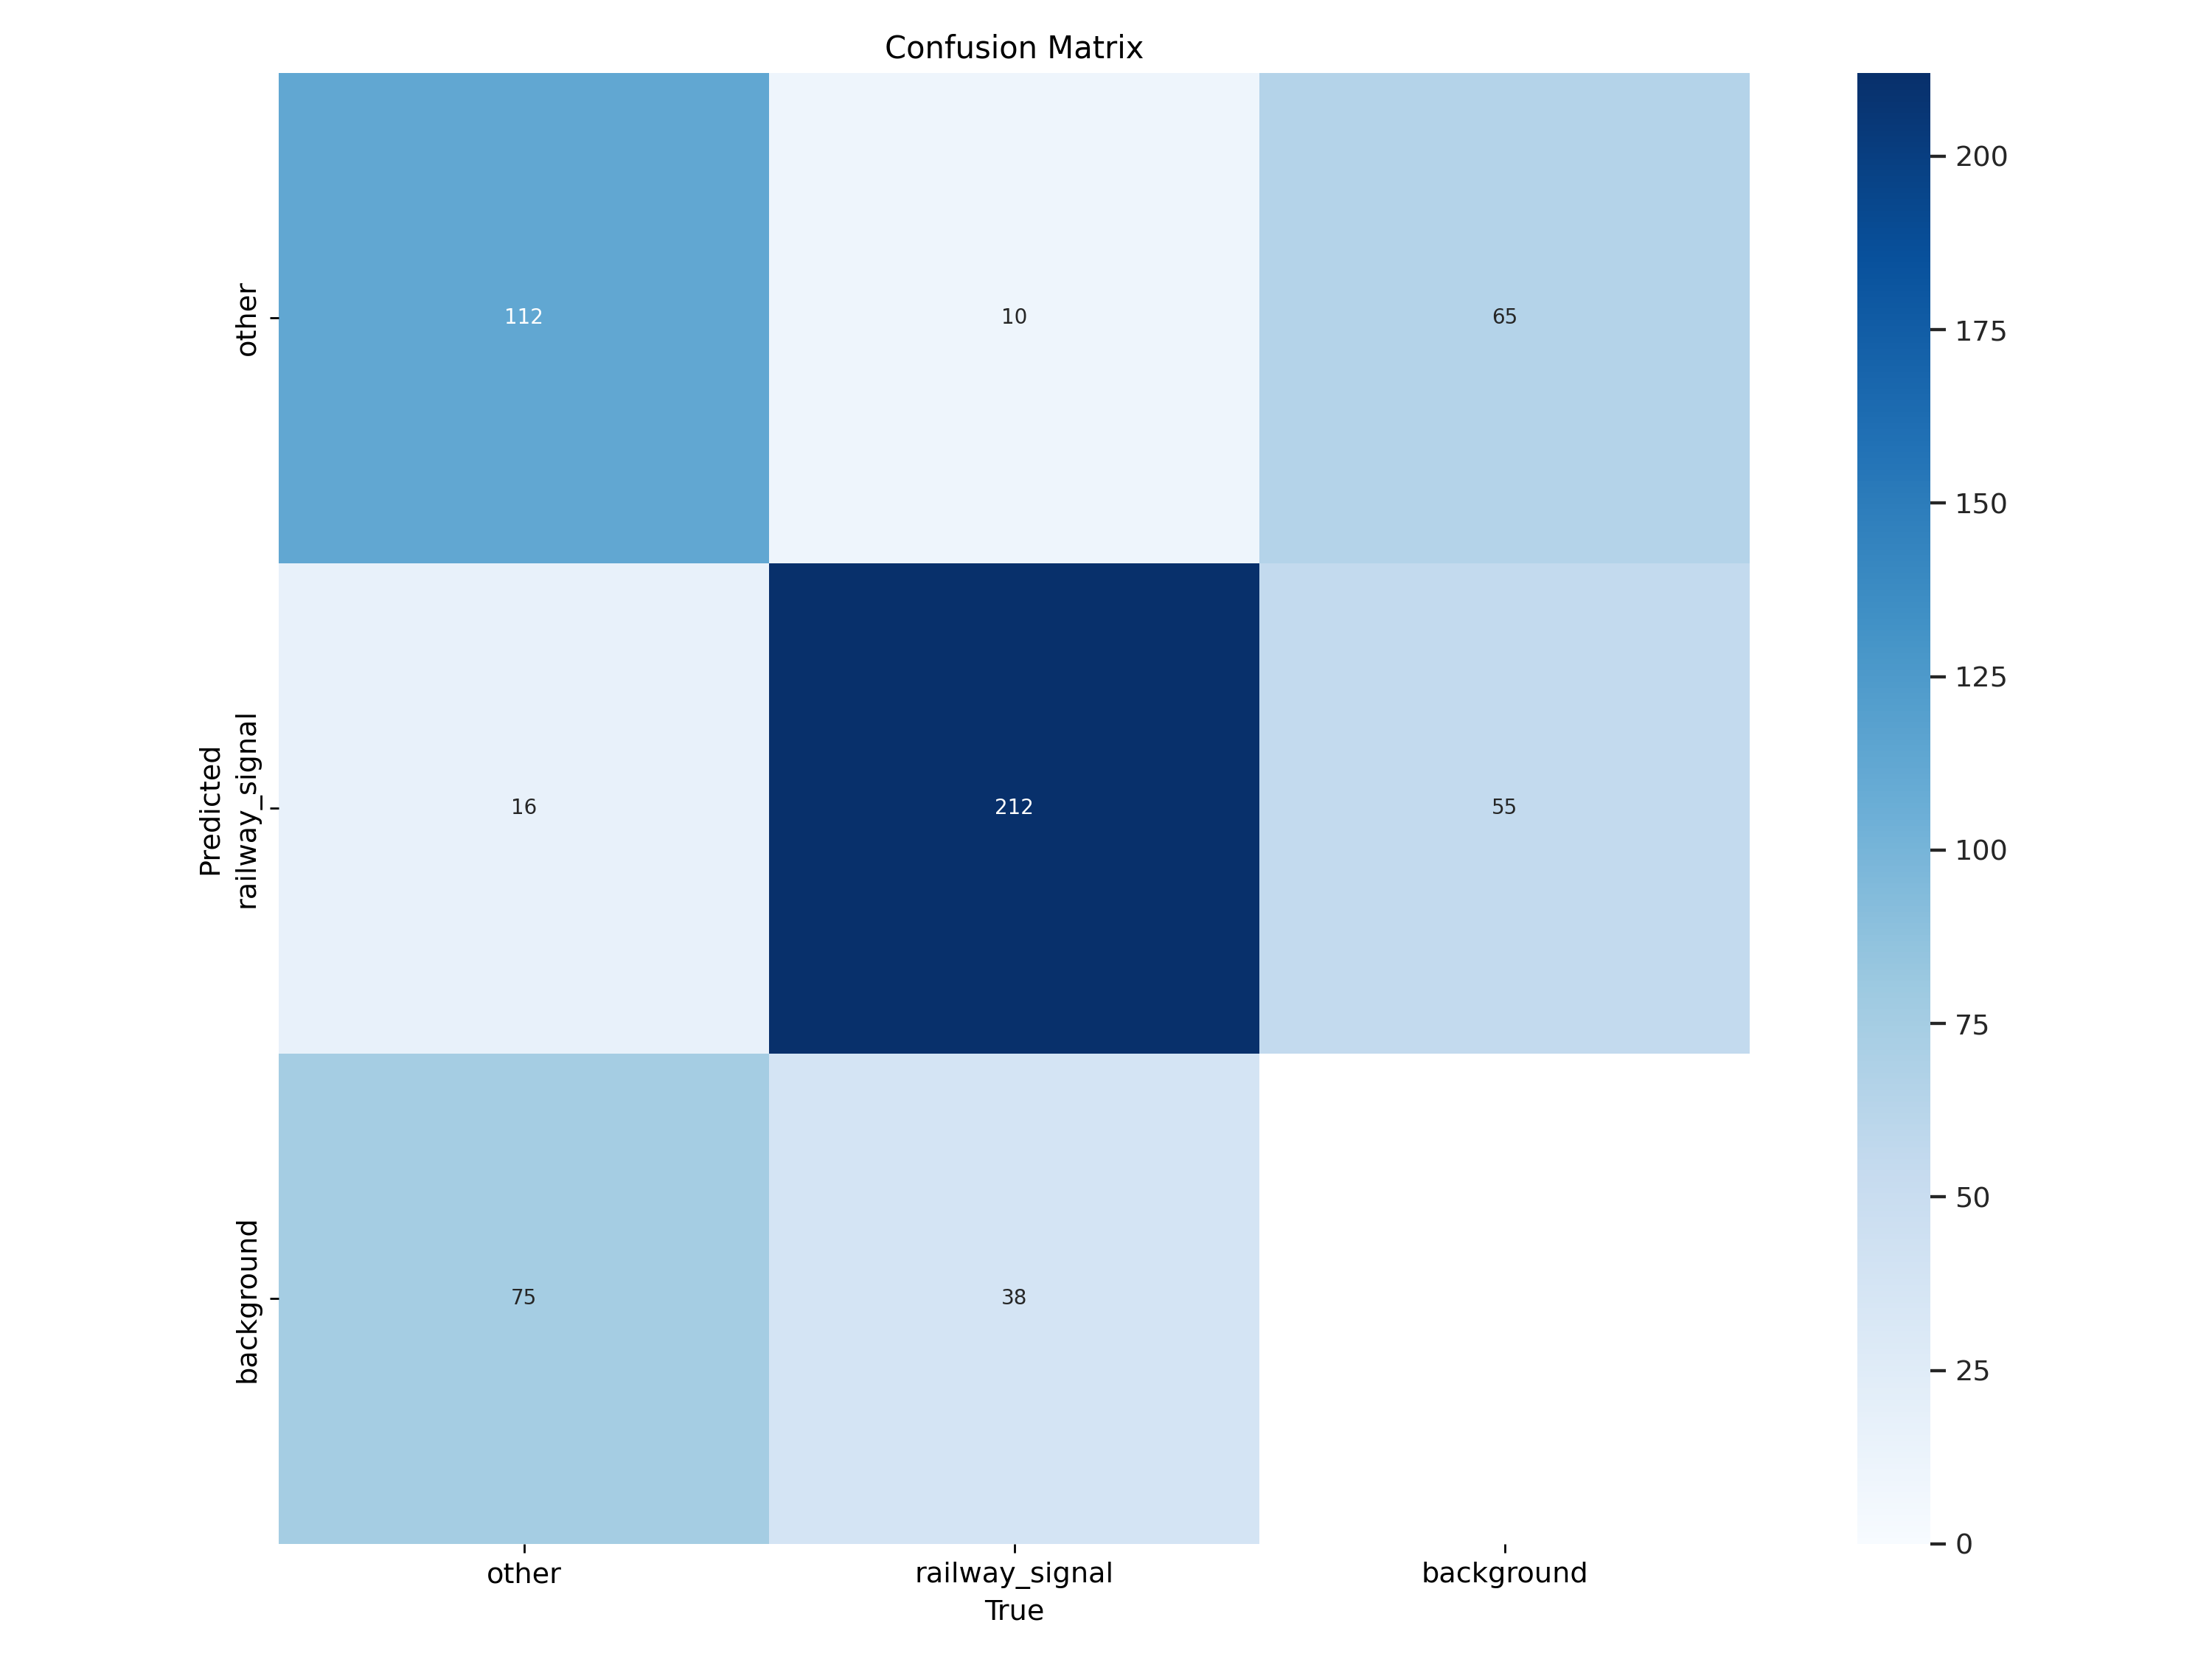 Confusion Matrix
other
112
10
65
200
175
150
125
Predicted
railway_signal
16
212
55
100
75
50
background
75
38
25
0
other
railway_signal
background
True